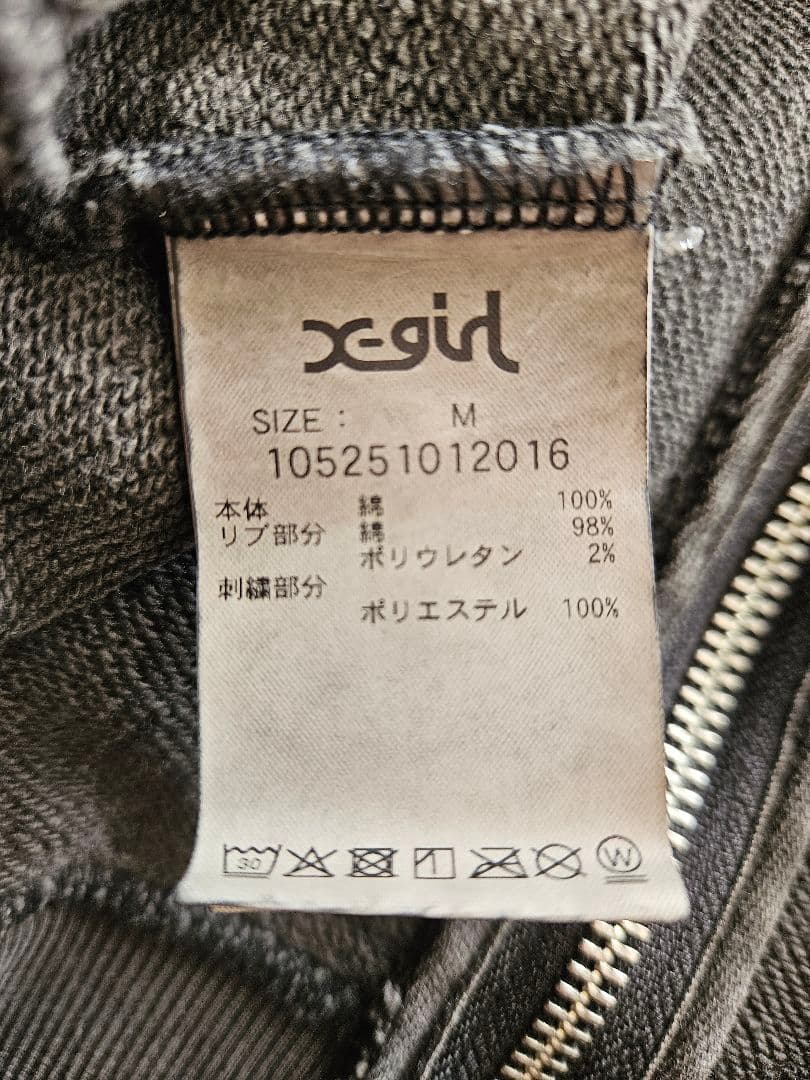 X-girl
SIZE : M
105251012016
本体 綿 100%
リブ部分 綿 98%
ポリウレタン 2%
刺繍部分
ポリエステル 100%
30
W